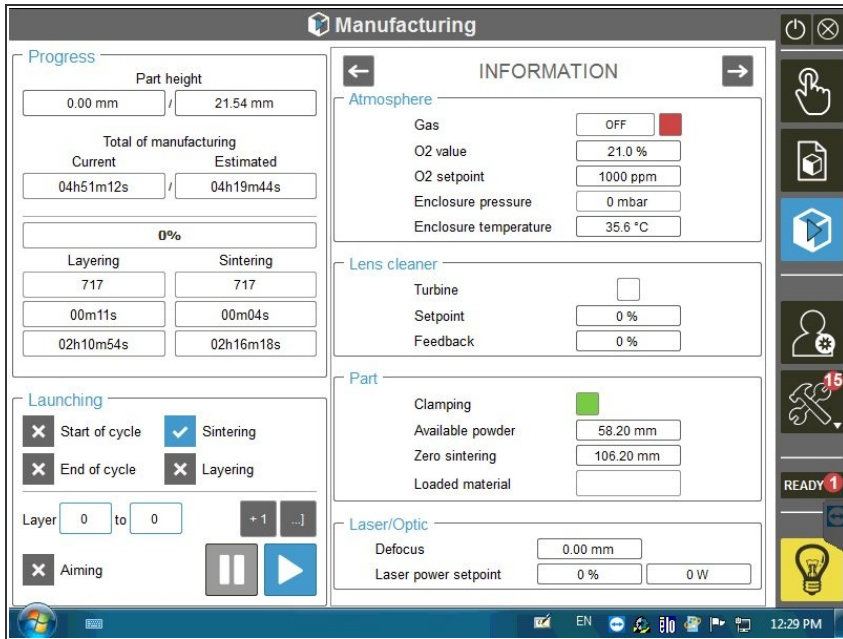 Manufacturing
Progress
Part height
0.00 mm / 21.54 mm
Total of manufacturing
Current Estimated
04h51m12s / 04h19m44s
0%
Layering Sintering
717 717
00m11s 00m04s
02h10m54s 02h16m18s
Launching
Start of cycle Sintering
End of cycle Layering
Layer 0 to 0 +1 ...]
Aiming
INFORMATION
Atmosphere
Gas OFF
O2 value 21.0 %
O2 setpoint 1000 ppm
Enclosure pressure 0 mbar
Enclosure temperature 35.6 °C
Lens cleaner
Turbine
Setpoint 0 %
Feedback 0 %
Part
Clamping
Available powder 58.20 mm
Zero sintering 106.20 mm
Loaded material
Laser/Optic
Defocus 0.00 mm
Laser power setpoint 0 % 0 W
15
READY 1
EN 12:29 PM